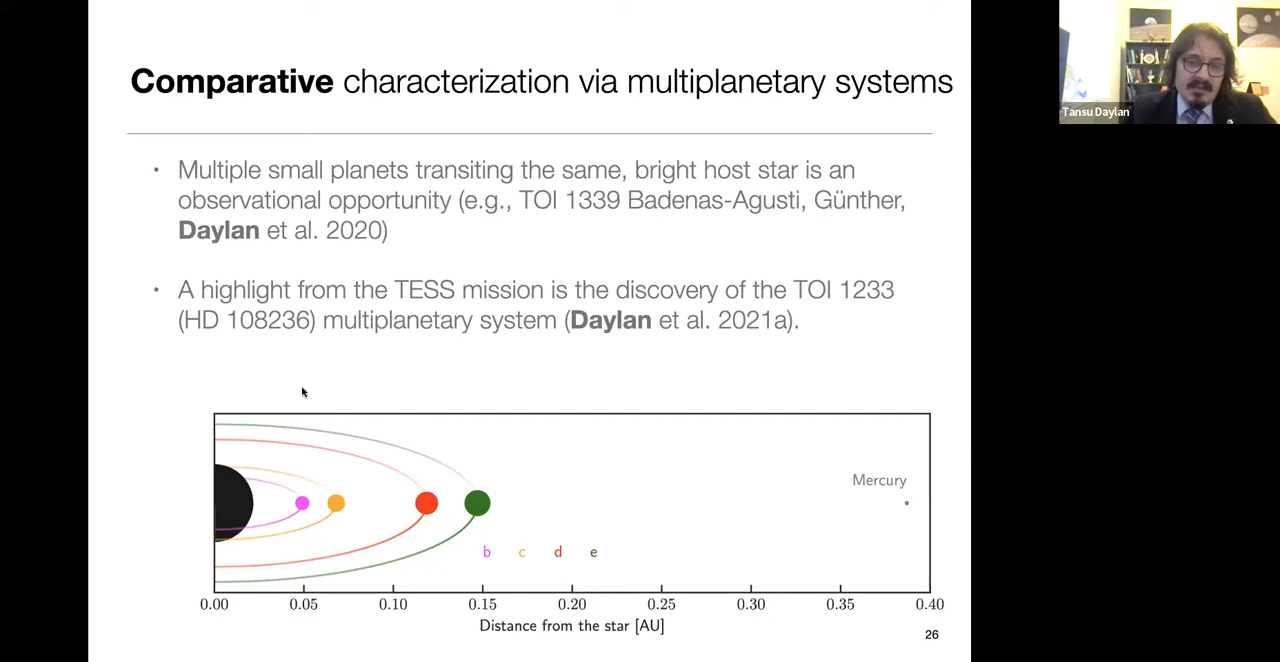 Comparative characterization via multiplanetary systems
Tansu Daylan
• Multiple small planets transiting the same, bright host star is an
observational opportunity (e.g., TOI 1339 Badenas-Agusti, Günther,
Daylan et al. 2020)
• A highlight from the TESS mission is the discovery of the TOI 1233
(HD 108236) multiplanetary system (Daylan et al. 2021a).
Mercury
b c d e
0.00 0.05 0.10 0.15 0.20 0.25 0.30 0.35 0.40
Distance from the star [AU]
26